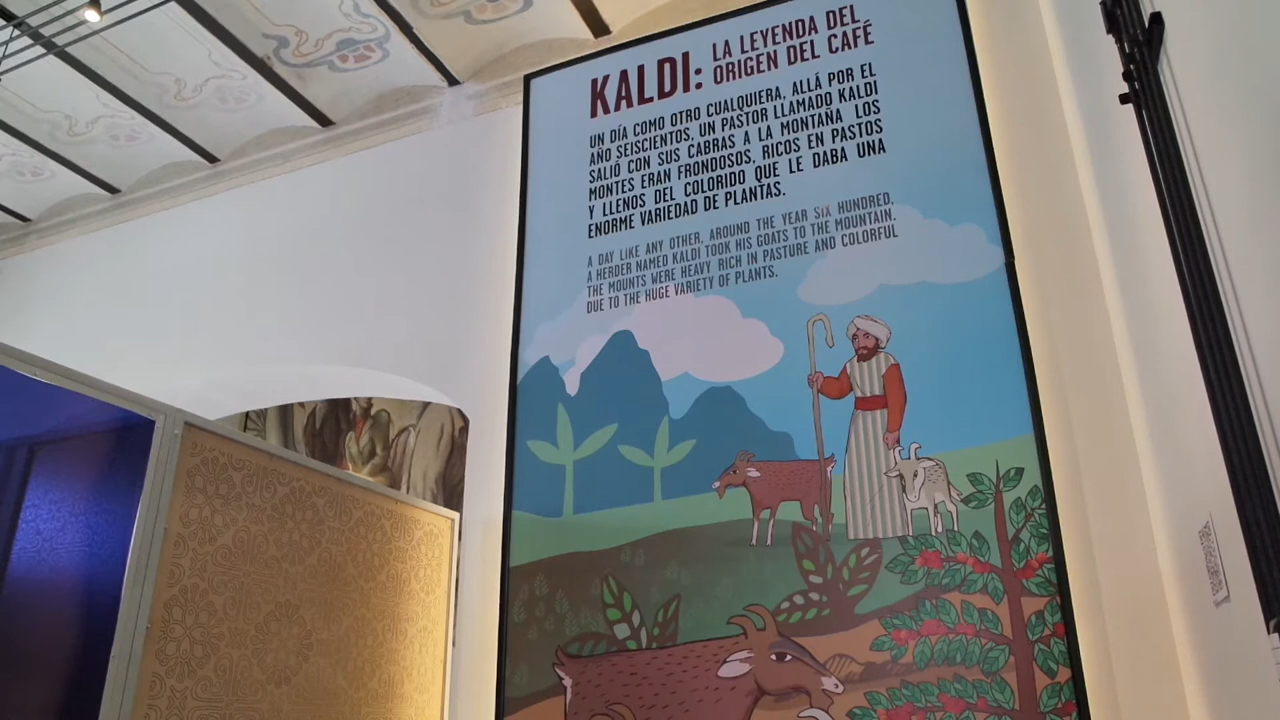 KALDI: LA LEYENDA DEL
ORIGEN DEL CAFÉ
UN DÍA COMO OTRO CUALQUIERA, ALLÁ POR EL
AÑO SEISCIENTOS, UN PASTOR LLAMADO KALDI
SALIÓ CON SUS CABRAS A LA MONTAÑA LOS
MONTES ERAN FRONDOSOS, RICOS EN PASTOS
Y LLENOS DEL COLORIDO QUE LE DABA UNA
ENORME VARIEDAD DE PLANTAS.
A DAY LIKE ANY OTHER, AROUND THE YEAR SIX HUNDRED,
A HERDER NAMED KALDI TOOK HIS GOATS TO THE MOUNTAIN.
THE MOUNTS WERE HEAVY RICH IN PASTURE AND COLORFUL
DUE TO THE HUGE VARIETY OF PLANTS.